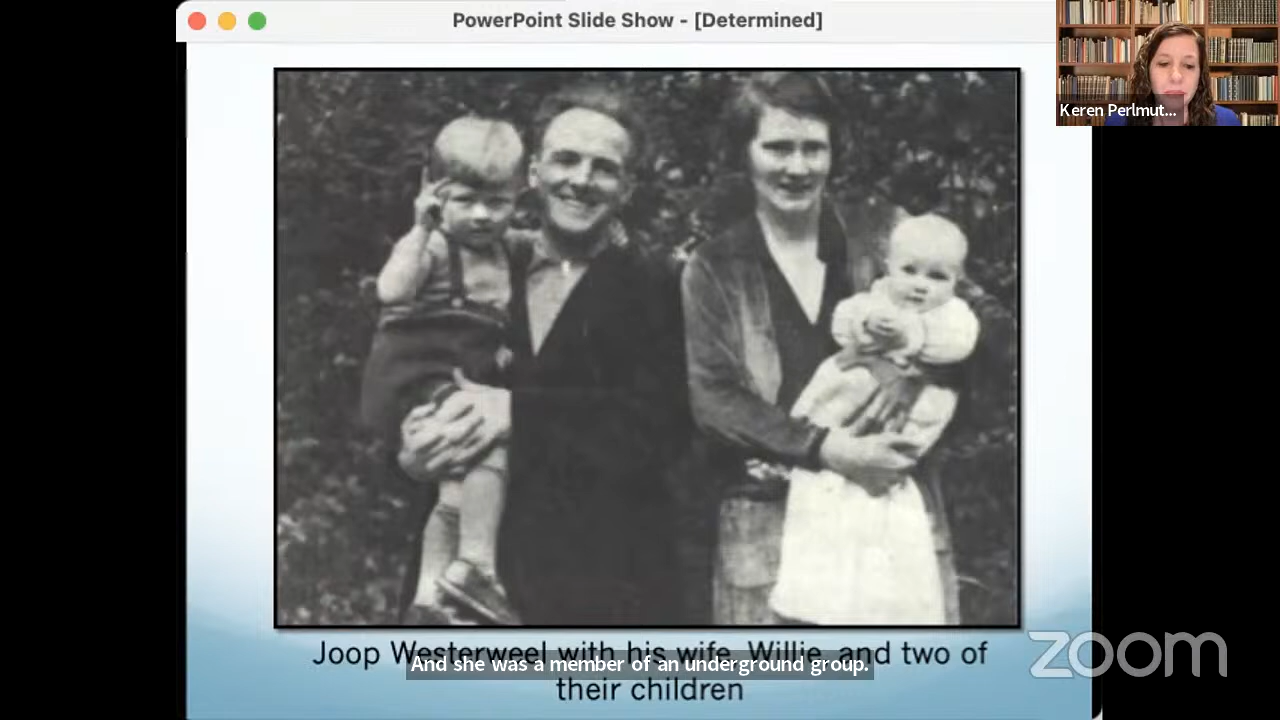 PowerPoint Slide Show - [Determined]
Keren Perlmut...
Joop Westerweel with his wife, Willie, and two of
And she was a member of an underground group.
their children
zoom